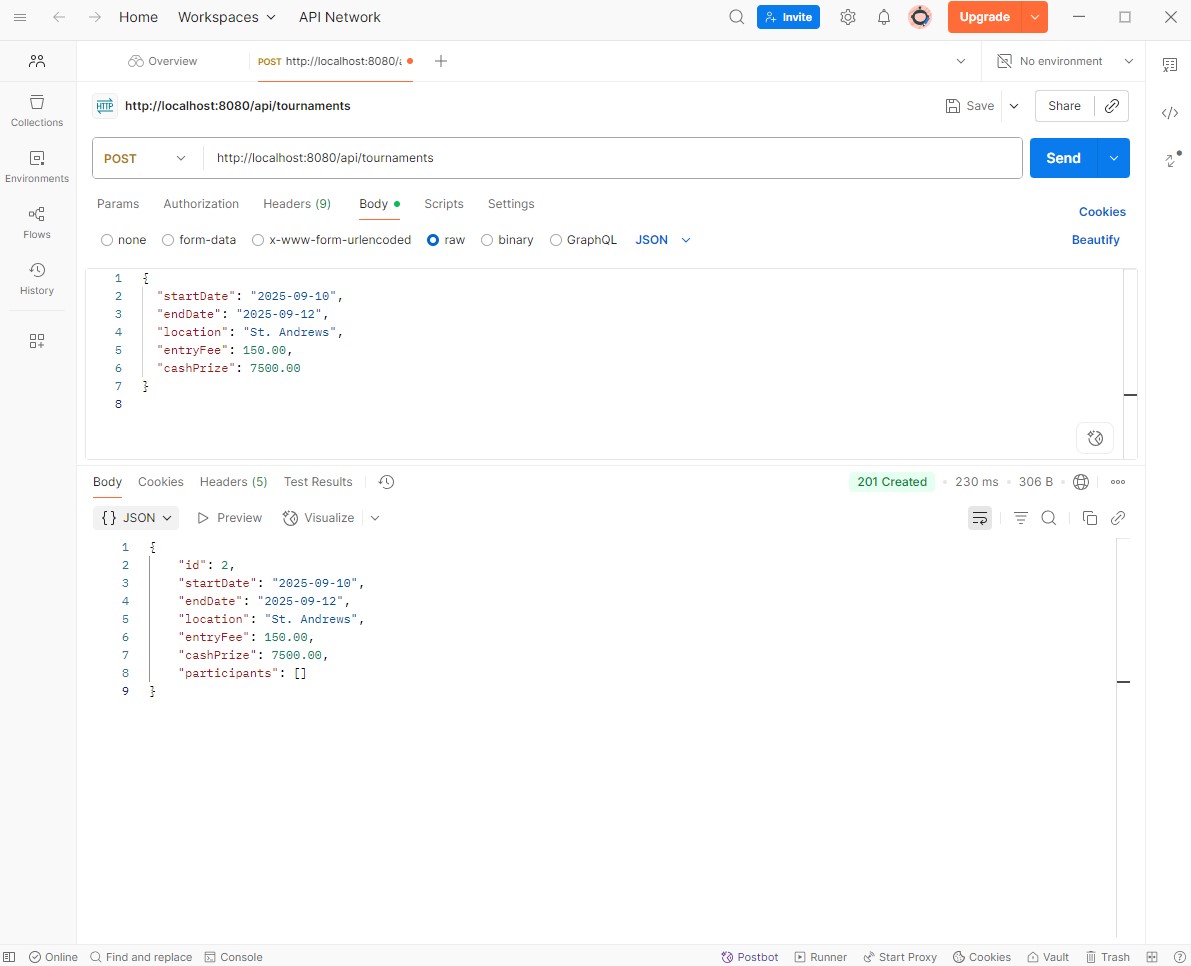 Home Workspaces API Network Invite Upgrade
Overview POST http://localhost:8080/ No environment
Collections
Environments
Flows
History
HTTP http://localhost:8080/api/tournaments Save Share
POST http://localhost:8080/api/tournaments Send
Params Authorization Headers (9) Body Scripts Settings Cookies
none form-data x-www-form-urlencoded raw binary GraphQL JSON Beautify
1 {
2 "startDate": "2025-09-10",
3 "endDate": "2025-09-12",
4 "location": "St. Andrews",
5 "entryFee": 150.00,
6 "cashPrize": 7500.00
7 }
8
Body Cookies Headers (5) Test Results 201 Created 230 ms 306 B
{} JSON Preview Visualize
1 {
2 "id": 2,
3 "startDate": "2025-09-10",
4 "endDate": "2025-09-12",
5 "location": "St. Andrews",
6 "entryFee": 150.00,
7 "cashPrize": 7500.00,
8 "participants": []
9 }
Online Find and replace Console Postbot Runner Start Proxy Cookies Vault Trash